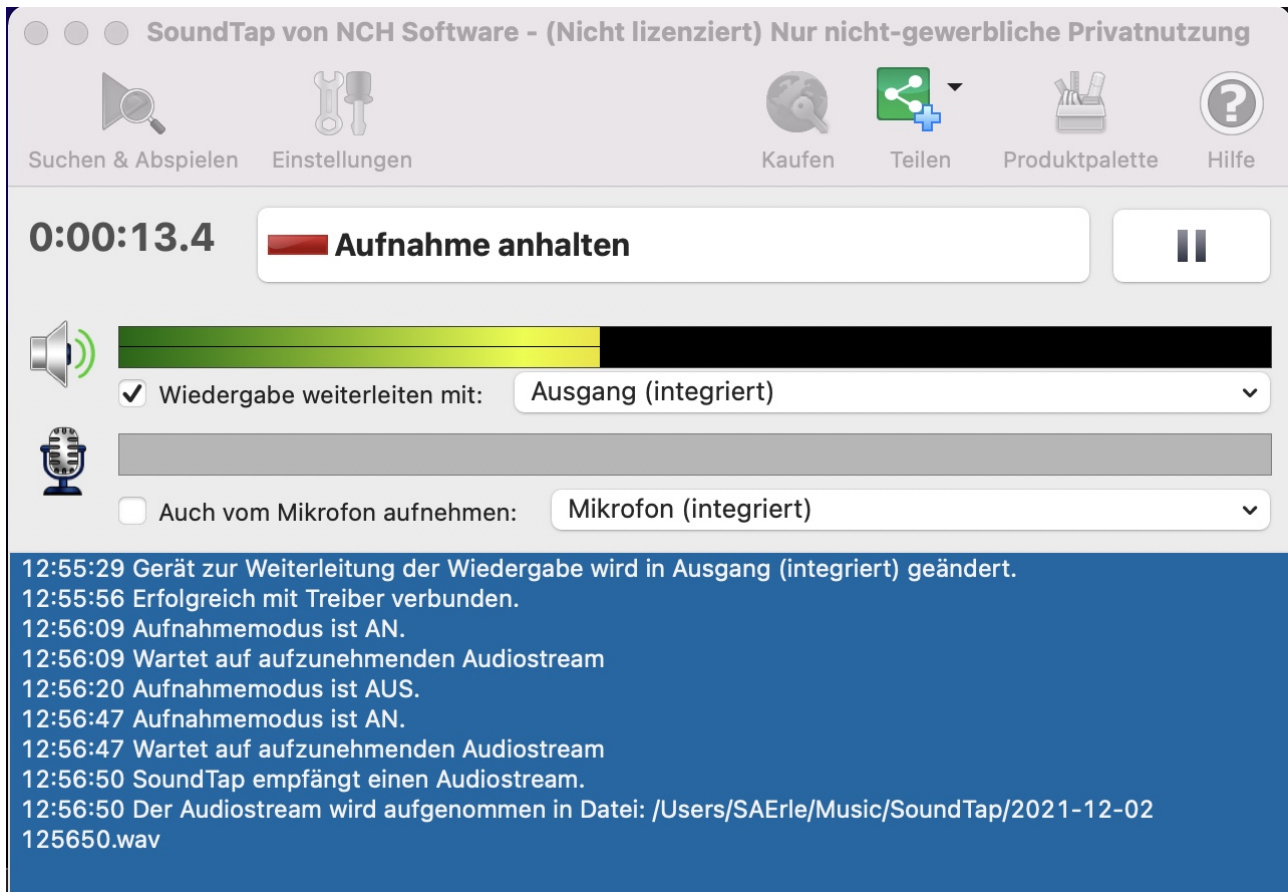 SoundTap von NCH Software - (Nicht lizenziert) Nur nicht-gewerbliche Privatnutzung
Suchen & Abspielen Einstellungen Kaufen Teilen Produktpalette Hilfe
0:00:13.4 Aufnahme anhalten
Wiedergabe weiterleiten mit: Ausgang (integriert)
Auch vom Mikrofon aufnehmen: Mikrofon (integriert)
12:55:29 Gerät zur Weiterleitung der Wiedergabe wird in Ausgang (integriert) geändert.
12:55:56 Erfolgreich mit Treiber verbunden.
12:56:09 Aufnahmemodus ist AN.
12:56:09 Wartet auf aufzunehmenden Audiostream
12:56:20 Aufnahmemodus ist AUS.
12:56:47 Aufnahmemodus ist AN.
12:56:47 Wartet auf aufzunehmenden Audiostream
12:56:50 SoundTap empfängt einen Audiostream.
12:56:50 Der Audiostream wird aufgenommen in Datei: /Users/SAErle/Music/SoundTap/2021-12-02
125650.wav